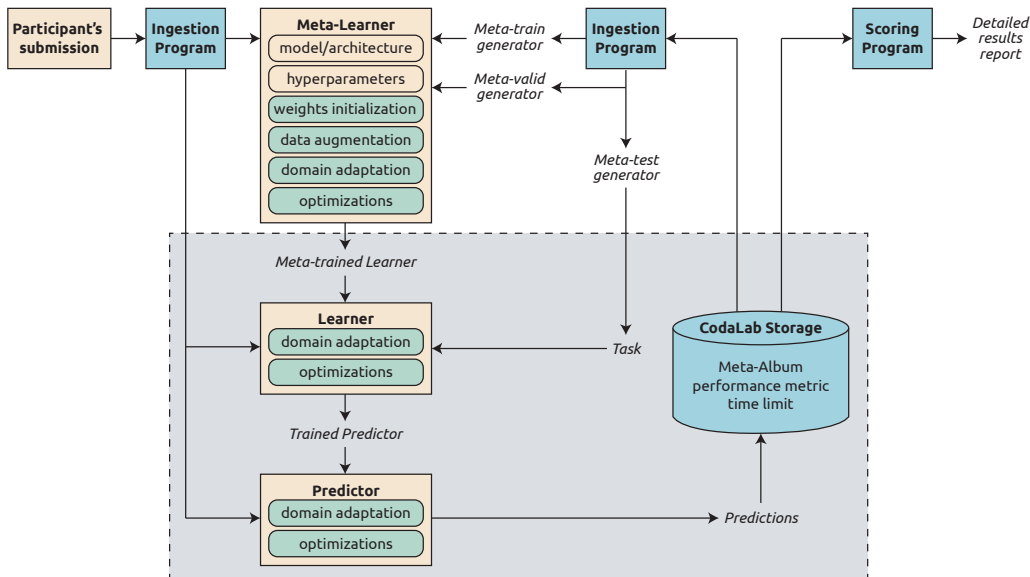 Participant's
submission
Ingestion
Program
Meta-Learner
model/architecture
hyperparameters
weights initialization
data augmentation
domain adaptation
optimizations
Meta-train
generator
Meta-valid
generator
Ingestion
Program
Meta-test
generator
Scoring
Program
Detailed
results
report
Meta-trained Learner
Learner
domain adaptation
optimizations
Task
CodaLab Storage
Meta-Album
performance metric
time limit
Trained Predictor
Predictor
domain adaptation
optimizations
Predictions